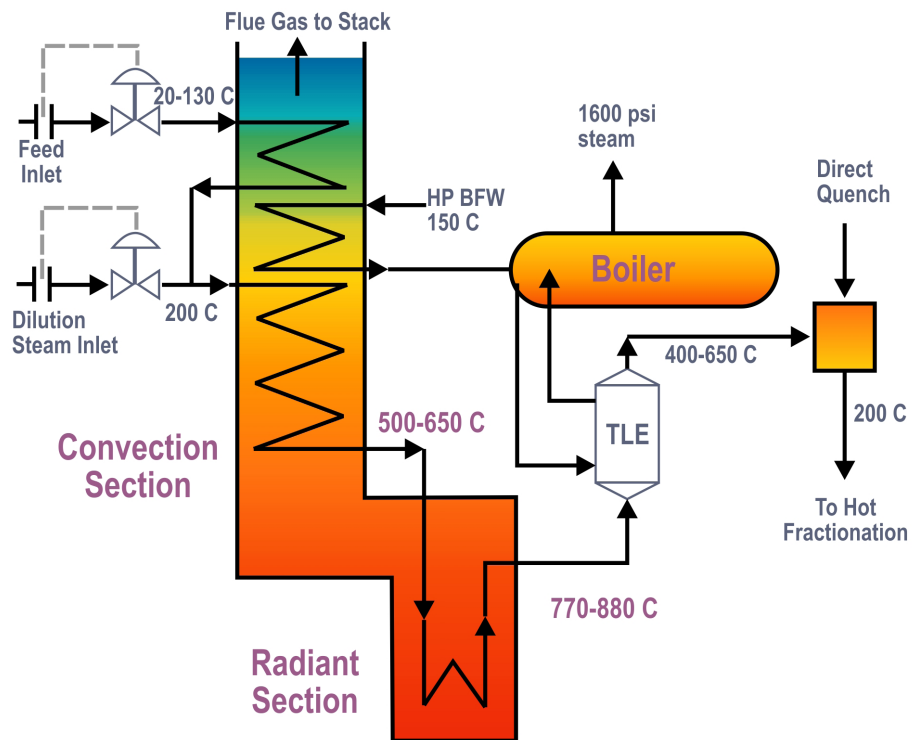 Flue Gas to Stack
20-130 C
Feed
Inlet
1600 psi
steam
Direct
Quench
HP BFW
150 C
Boiler
200 C
Dilution
Steam Inlet
400-650 C
500-650 C
TLE
200 C
Convection
Section
To Hot
Fractionation
770-880 C
Radiant
Section